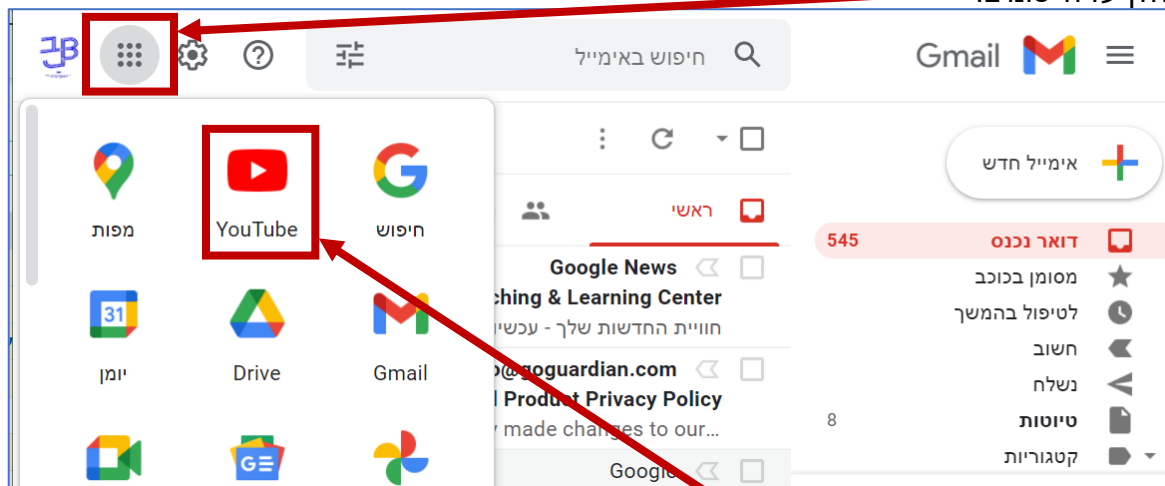 חיפוש באימייל
Gmail
אימייל חדש
דואר נכנס 545
מסומן בכוכב
לטיפול בהמשך
חשוב
נשלח
טיוטות 8
קטגוריות
ראשי
Google News
Learning Center
חוויית החדשות שלך - עכשיו
@goguardian.com
Product Privacy Policy
made changes to our...
Google
חיפוש
YouTube
מפות
Gmail
Drive
31
יומן